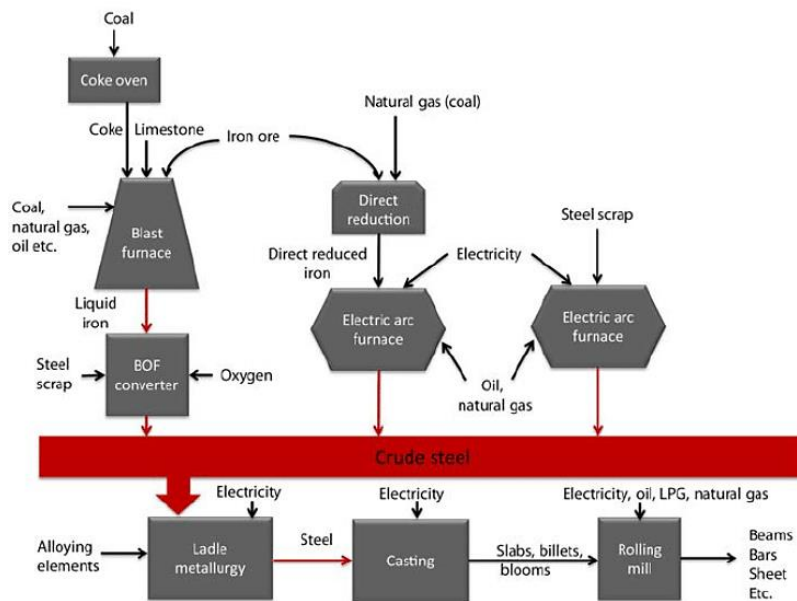 Coal
Coke oven
Natural gas (coal)
Coke
Limestone
Iron ore
Coal,
natural gas,
oil etc.
Blast
furnace
Direct
reduction
Steel scrap
Direct reduced
iron
Electricity
Liquid
iron
Electric arc
furnace
Electric arc
furnace
Steel
scrap
BOF
converter
Oxygen
Oil,
natural gas
Crude steel
Electricity
Electricity
Electricity, oil, LPG, natural gas
Alloying
elements
Ladle
metallurgy
Steel
Casting
Slabs, billets,
blooms
Rolling
mill
Beams
Bars
Sheet
Etc.